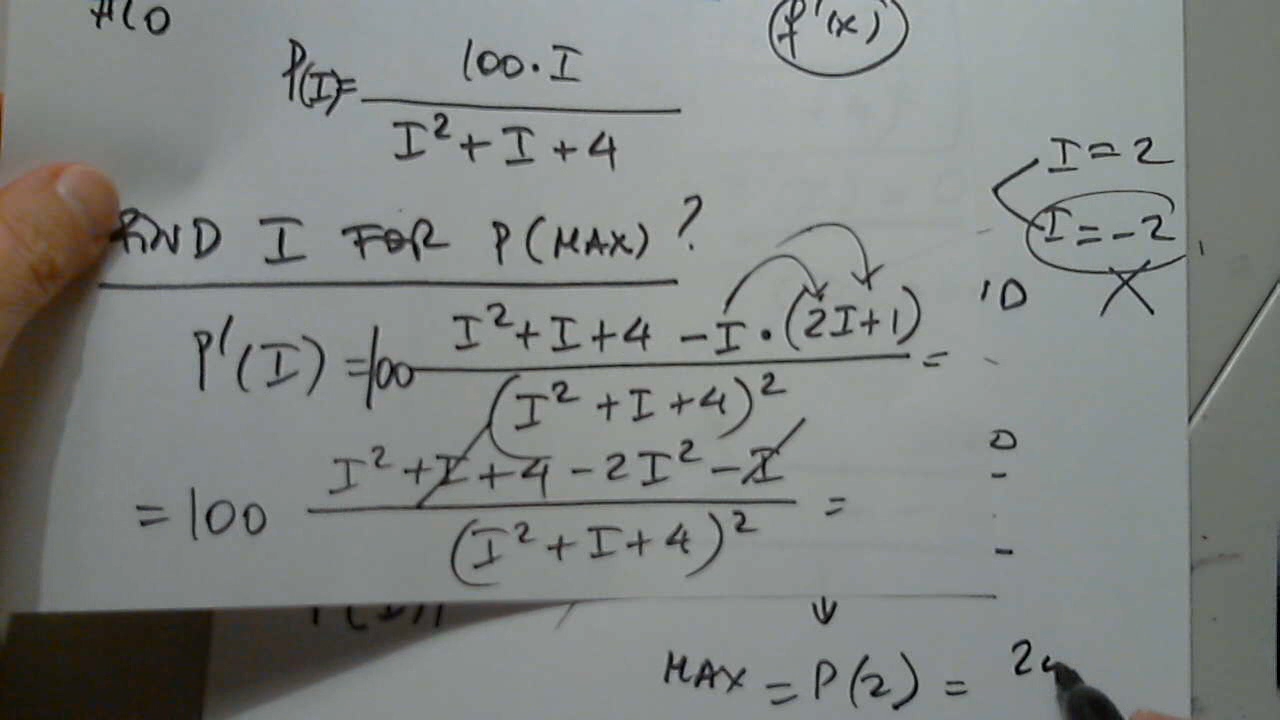 f'(x)
P(I)= 100·I / I²+I+4
I=2
I=-2
FIND I FOR P(MAX)?
P'(I)=100 I²+I+4-I·(2I+1) / (I²+I+4)² =
=100 I²+I+4-2I²-I / (I²+I+4)² =
MAX = P(2) =